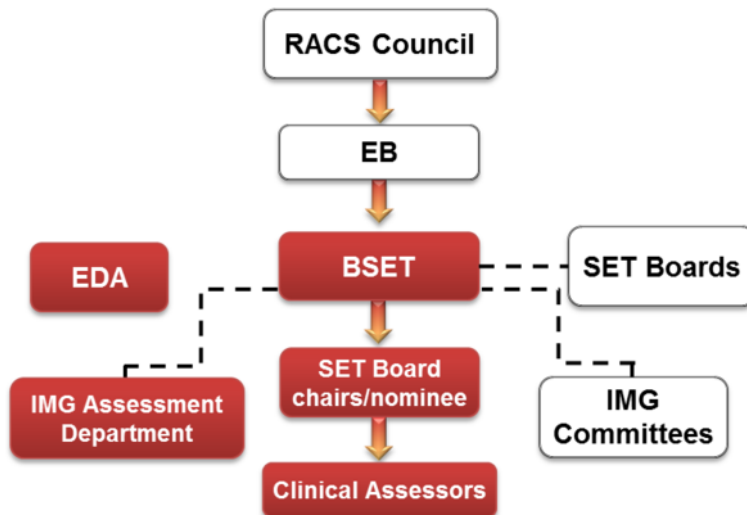 RACS Council
EB
BSET
EDA
SET Boards
IMG Assessment
Department
SET Board
chairs/nominee
IMG
Committees
Clinical Assessors